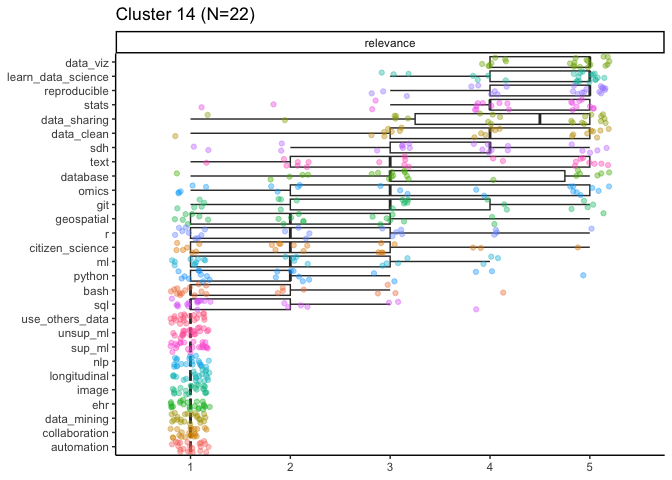 Cluster 14 (N=22)
relevance
data_viz
learn_data_science
reproducible
stats
data_sharing
data_clean
sdh
text
database
omics
git
geospatial
r
citizen_science
ml
python
bash
sql
use_others_data
unsup_ml
sup_ml
nlp
longitudinal
image
ehr
data_mining
collaboration
automation
1 2 3 4 5